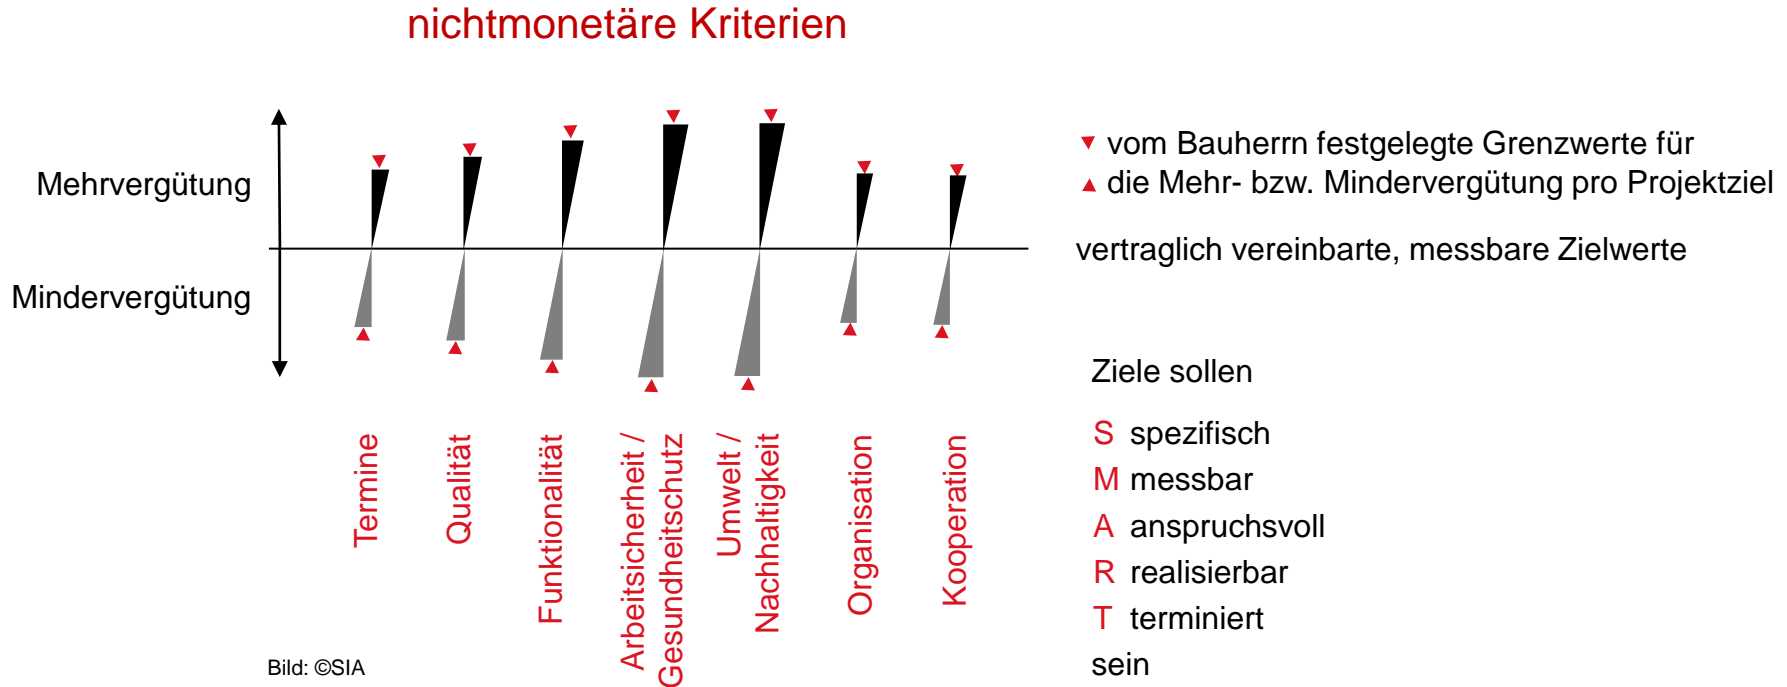 nichtmonetäre Kriterien
Mehrvergütung
Mindervergütung
vom Bauherrn festgelegte Grenzwerte für
die Mehr- bzw. Mindervergütung pro Projektziel
vertraglich vereinbarte, messbare Zielwerte
Termine
Qualität
Funktionalität
Arbeitsicherheit /
Gesundheitschutz
Umwelt /
Nachhaltigkeit
Organisation
Kooperation
Ziele sollen
S spezifisch
M messbar
A anspruchsvoll
R realisierbar
T terminiert
sein
Bild: ©SIA